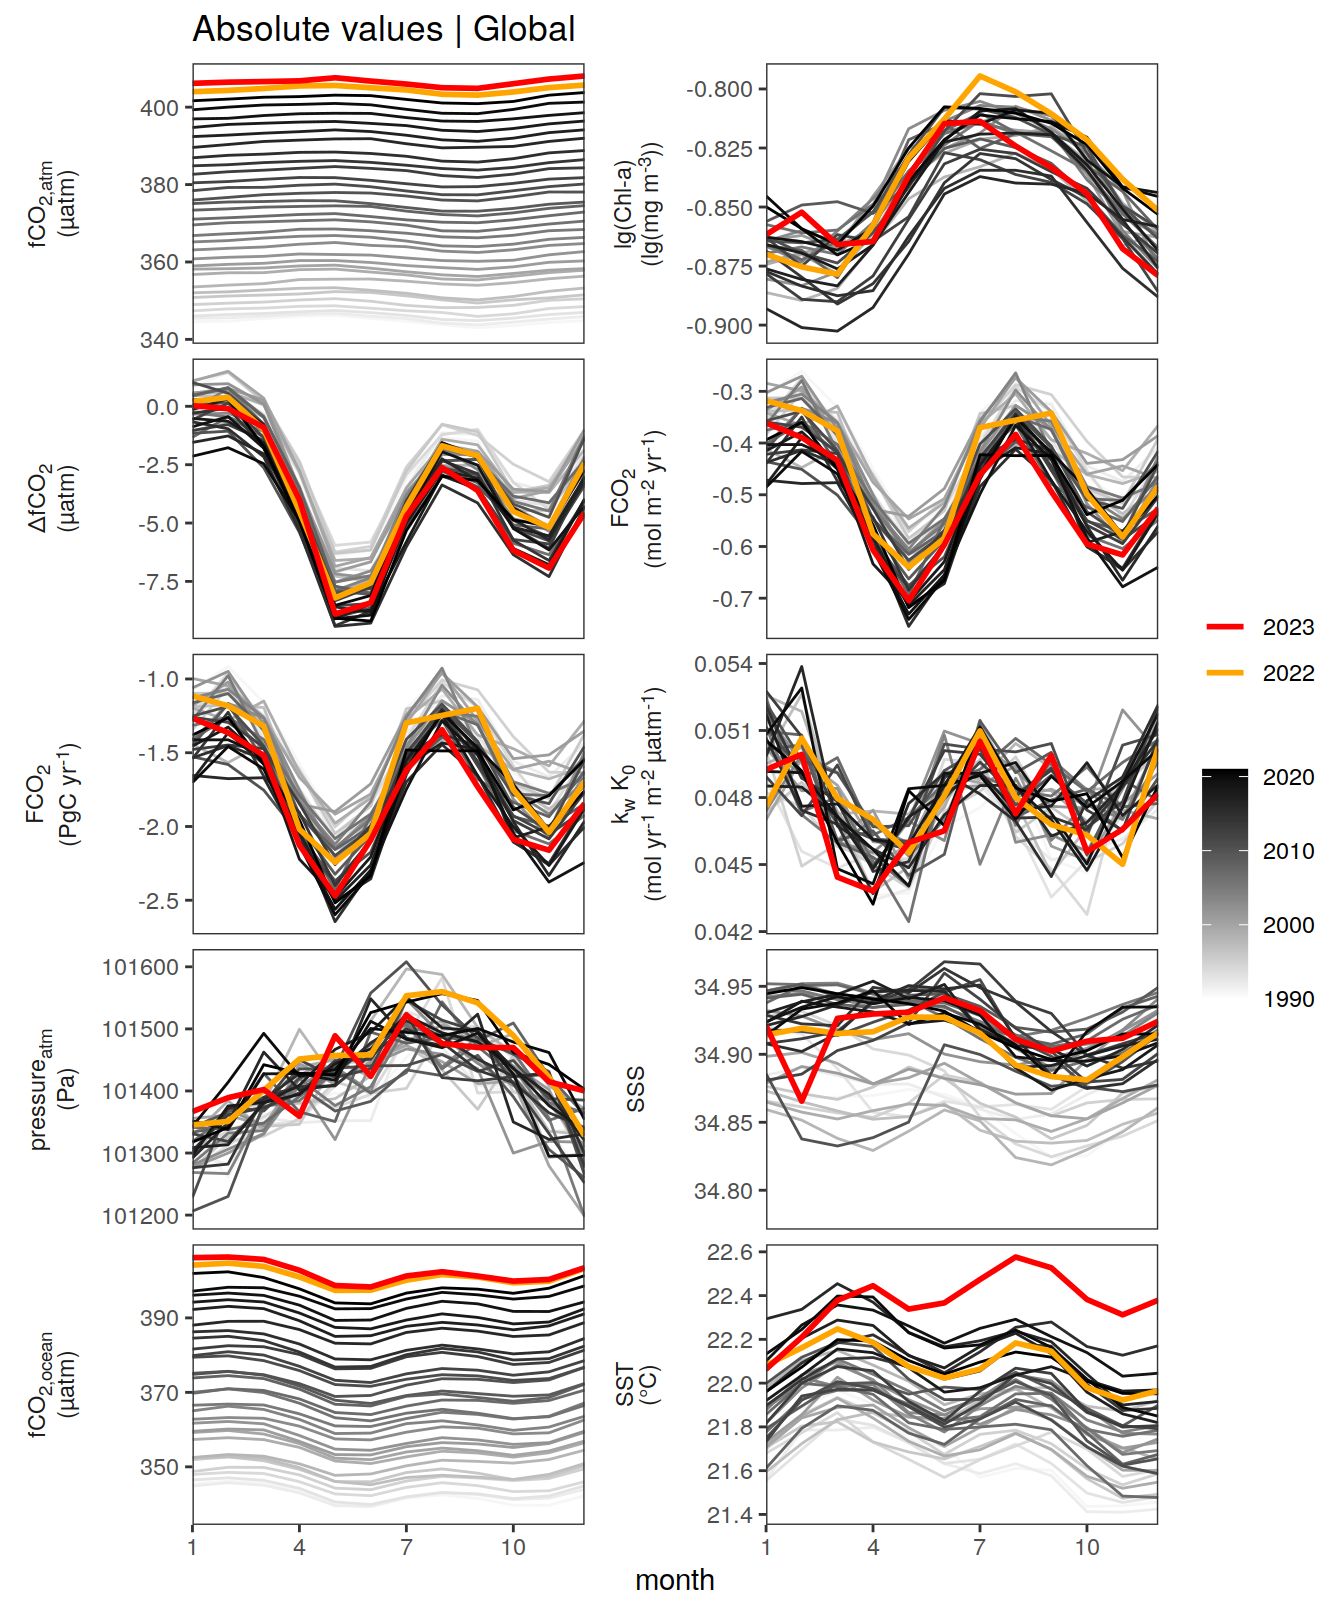 Absolute values | Global
fCO2,atm
(µatm)
400
380
360
340
lg(Chl-a)
(lg(mg m-3))
-0.800
-0.825
-0.850
-0.875
-0.900
ΔfCO2
(µatm)
0.0
-2.5
-5.0
-7.5
FCO2
(mol m-2 yr-1)
-0.3
-0.4
-0.5
-0.6
-0.7
FCO2
(PgC yr-1)
-1.0
-1.5
-2.0
-2.5
kw K0
(mol yr-1 m-2 µatm-1)
0.054
0.051
0.048
0.045
0.042
pressureatm
(Pa)
101600
101500
101400
101300
101200
SSS
34.95
34.90
34.85
34.80
fCO2,ocean
(µatm)
390
370
350
SST
(°C)
22.6
22.4
22.2
22.0
21.8
21.6
21.4
1
4
7
10
1
4
7
10
month
2023
2022
2020
2010
2000
1990